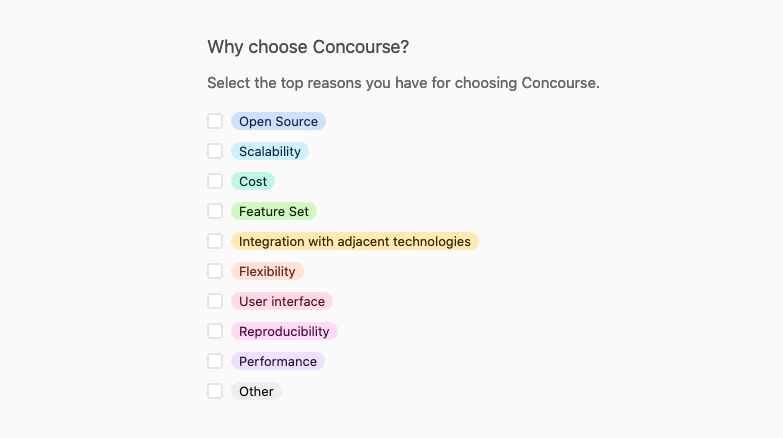 Why choose Concourse?
Select the top reasons you have for choosing Concourse.
Open Source
Scalability
Cost
Feature Set
Integration with adjacent technologies
Flexibility
User interface
Reproducibility
Performance
Other